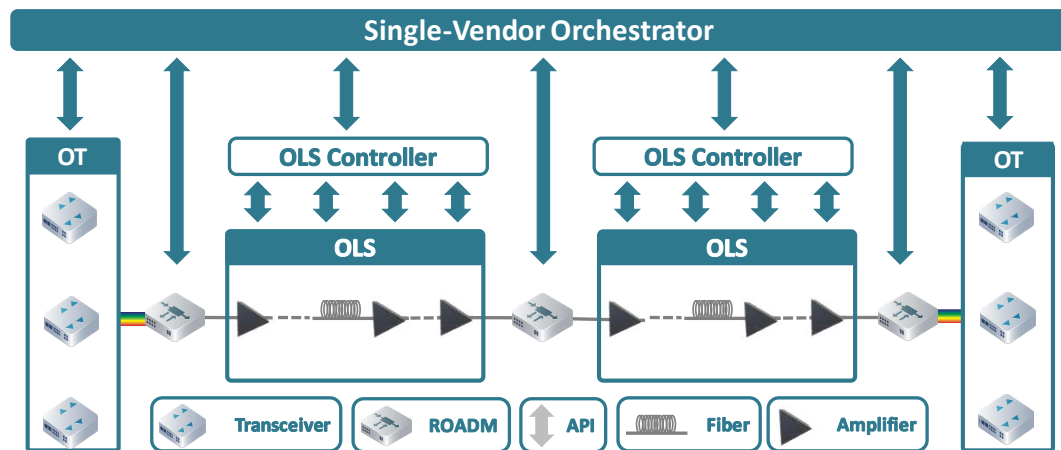 Single-Vendor Orchestrator
OT
OLS Controller
OLS Controller
OT
OLS
OLS
Transceiver
ROADM
API
Fiber
Amplifier